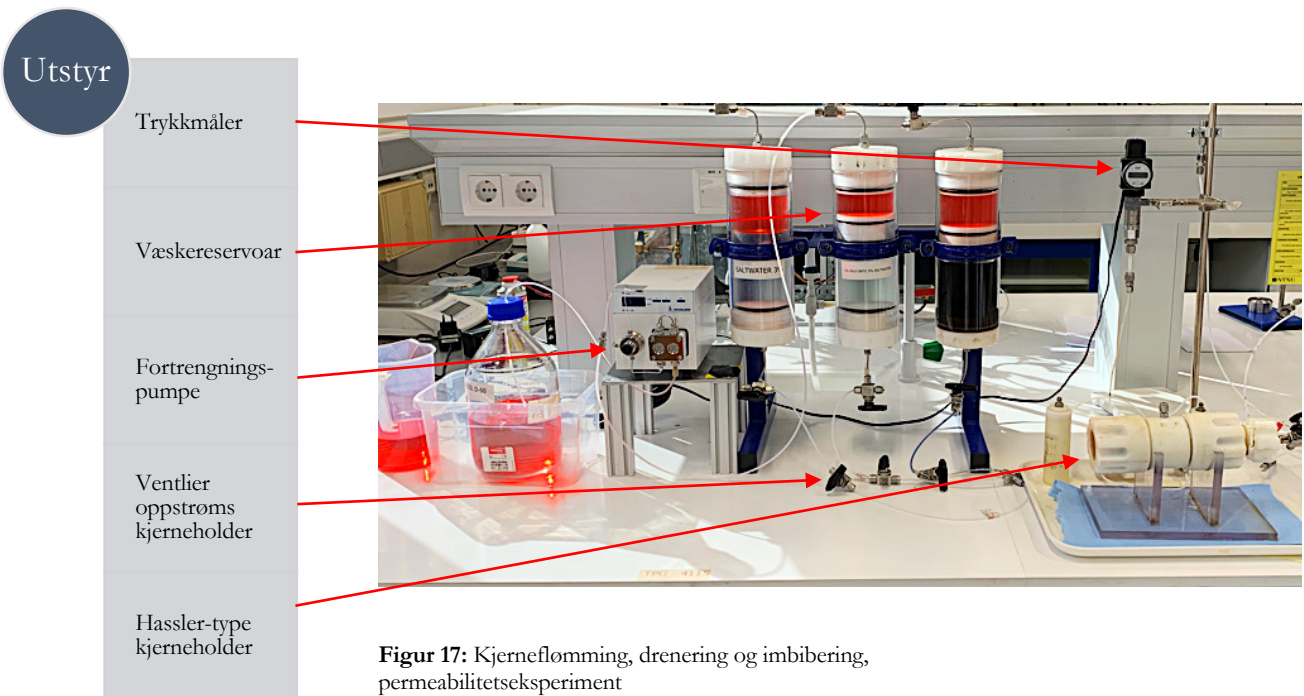 Utstyr
Trykkmåler
Væskereservoar
Fortrengnings-
pumpe
Ventlier
oppstrøms
kjerneholder
Hassler-type
kjerneholder
SALTWATER 3%
Figur 17: Kjerneflømming, drenering og imbibering,
permeabilitetseksperiment